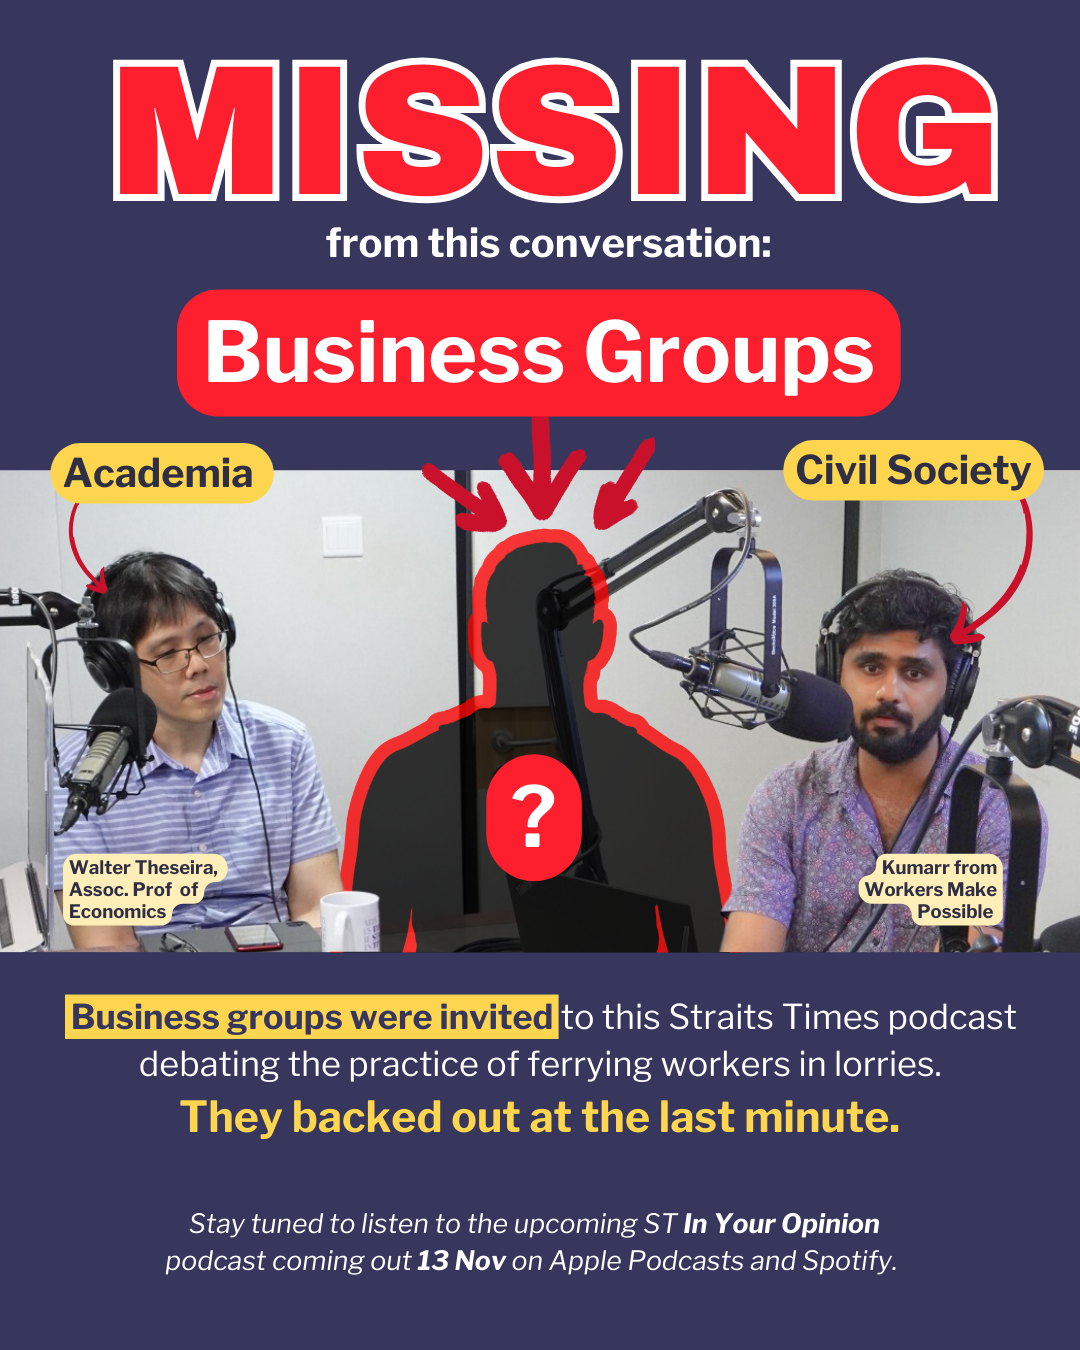 MISSING
from this conversation:
Business Groups
Academia
Civil Society
?
Walter Theseira,
Assoc. Prof of
Economics
Kumarr from
Workers Make
Possible
Business groups were invited to this Straits Times podcast
debating the practice of ferrying workers in lorries.
They backed out at the last minute.
Stay tuned to listen to the upcoming ST In Your Opinion
podcast coming out 13 Nov on Apple Podcasts and Spotify.